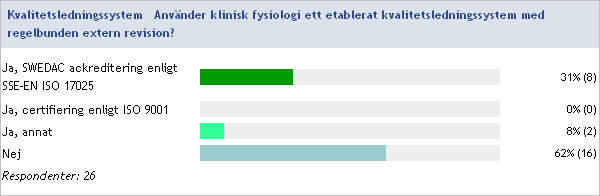 Kvalitetsledningssystem Använder klinisk fysiologi ett etablerat kvalitetsledningssystem med
regelbunden extern revision?
Ja, SWEDAC ackreditering enligt
SSE-EN ISO 17025
31% (8)
Ja, certifiering enligt ISO 9001
0% (0)
Ja, annat
8% (2)
Nej
62% (16)
Respondenter: 26